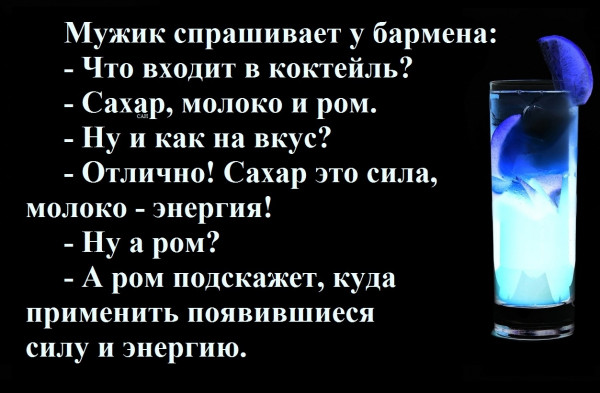 Мужик спрашивает у бармена:
- Что входит в коктейль?
- Сахар, молоко и ром.
- Ну и как на вкус?
- Отлично! Сахар это сила,
молоко - энергия!
- Ну а ром?
- А ром подскажет, куда
применить появившиеся
силу и энергию.